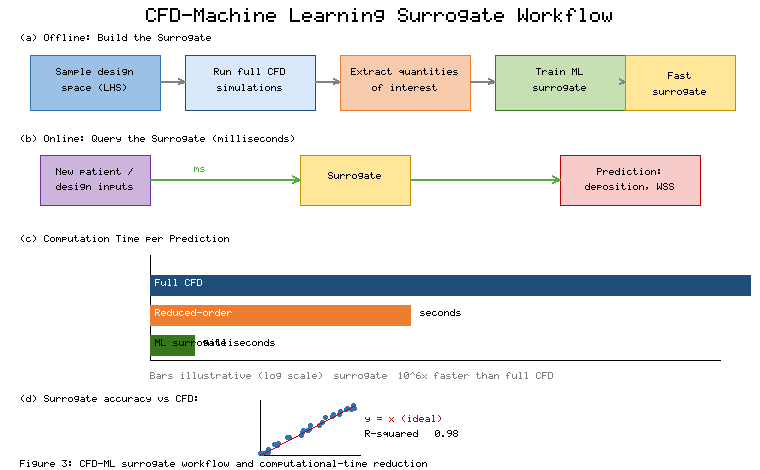 CFD-Machine Learning Surrogate Workflow
(a) Offline: Build the Surrogate
Sample design
space (LHS)
Run full CFD
simulations
Extract quantities
of interest
Train ML
surrogate
Fast
surrogate
(b) Online: Query the Surrogate (milliseconds)
New patient /
design inputs
ms
Surrogate
Prediction:
deposition, WSS
(c) Computation Time per Prediction
Full CFD
Reduced-order
seconds
ML surrogate
milliseconds
Bars illustrative (log scale) surrogate 10^6x faster than full CFD
(d) Surrogate accuracy vs CFD:
y = x (ideal)
R-squared 0.98
Figure 3: CFD-ML surrogate workflow and computational-time reduction